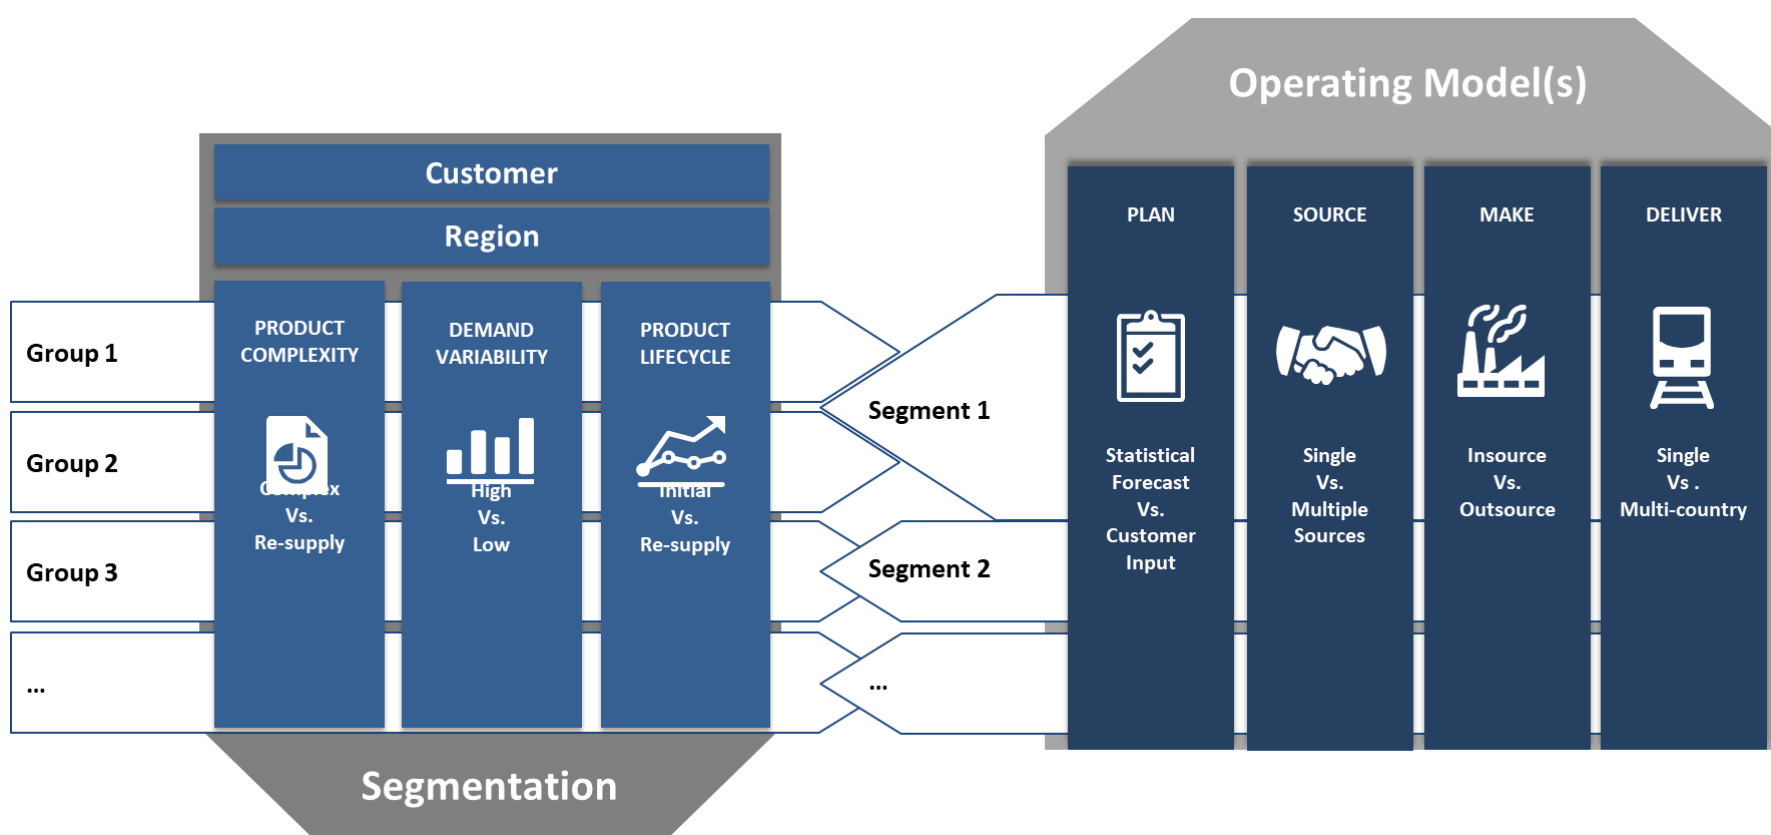 Operating Model(s)
Customer
Region
PLAN
SOURCE
MAKE
DELIVER
Group 1
Group 2
Group 3
...
PRODUCT
COMPLEXITY
Complex
Vs.
Re-supply
DEMAND
VARIABILITY
High
Vs.
Low
PRODUCT
LIFECYCLE
Initial
Vs.
Re-supply
Segment 1
Segment 2
...
Statistical
Forecast
Vs.
Customer
Input
Single
Vs.
Multiple
Sources
Insource
Vs.
Outsource
Single
Vs .
Multi-country
Segmentation